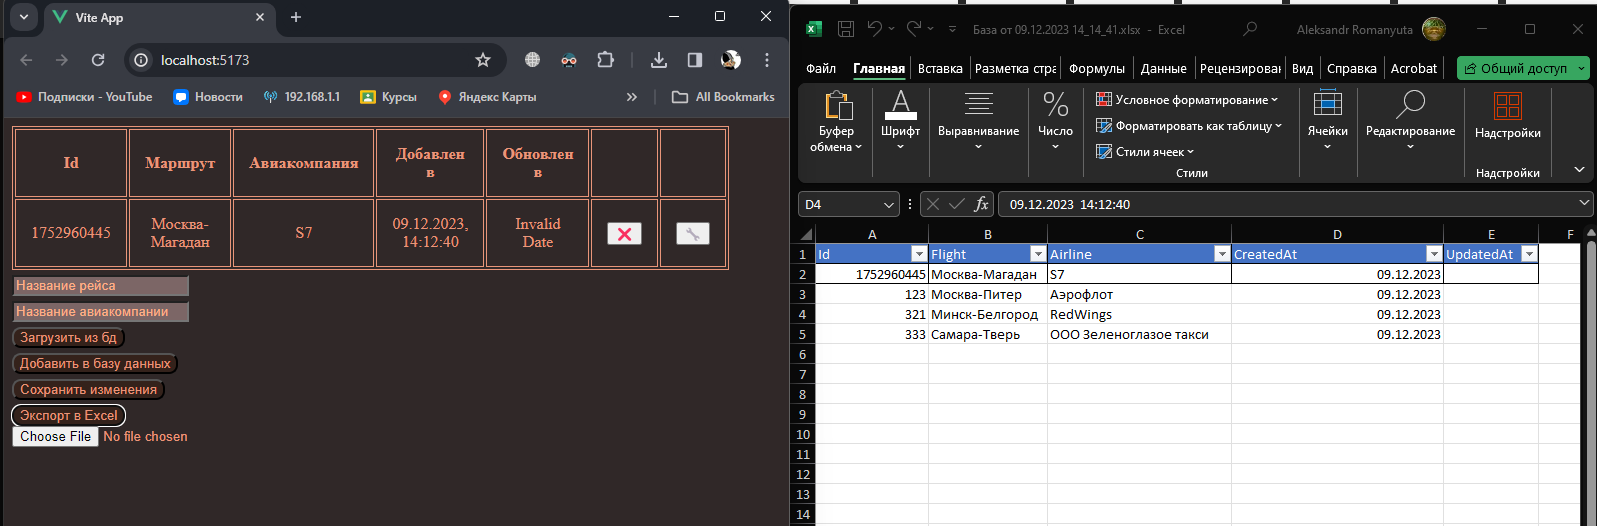 Vite App
localhost:5173
Подписки - YouTube
Новости
192.168.1.1
Курсы
Яндекс Карты
»
All Bookmarks
Id Маршрут Авиакомпания Добавлен в Обновлен в
1752960445 Москва-Магадан S7 09.12.2023, 14:12:40 Invalid Date
Название рейса
Название авиакомпании
Загрузить из бд
Добавить в базу данных
Сохранить изменения
Экспорт в Excel
Choose File No file chosen
База от 09.12.2023 14_14_41.xlsx - Excel
Aleksandr Romanyuta
Файл Главная Вставка Разметка стра Формулы Данные Рецензирован Вид Справка Acrobat
Общий доступ
Буфер обмена
Шрифт
Выравнивание
%
Число
Условное форматирование
Форматировать как таблицу
Стили ячеек
Стили
Ячейки
Редактирование
Надстройки
Надстройки
D4 fx 09.12.2023 14:12:40
A B C D E F
1 Id Flight Airline CreatedAt UpdatedAt
2 1752960445 Москва-Магадан S7 09.12.2023
3 123 Москва-Питер Аэрофлот 09.12.2023
4 321 Минск-Белгород RedWings 09.12.2023
5 333 Самара-Тверь ООО Зеленоглазое такси 09.12.2023
6
7
8
9
10
11
12
13
14